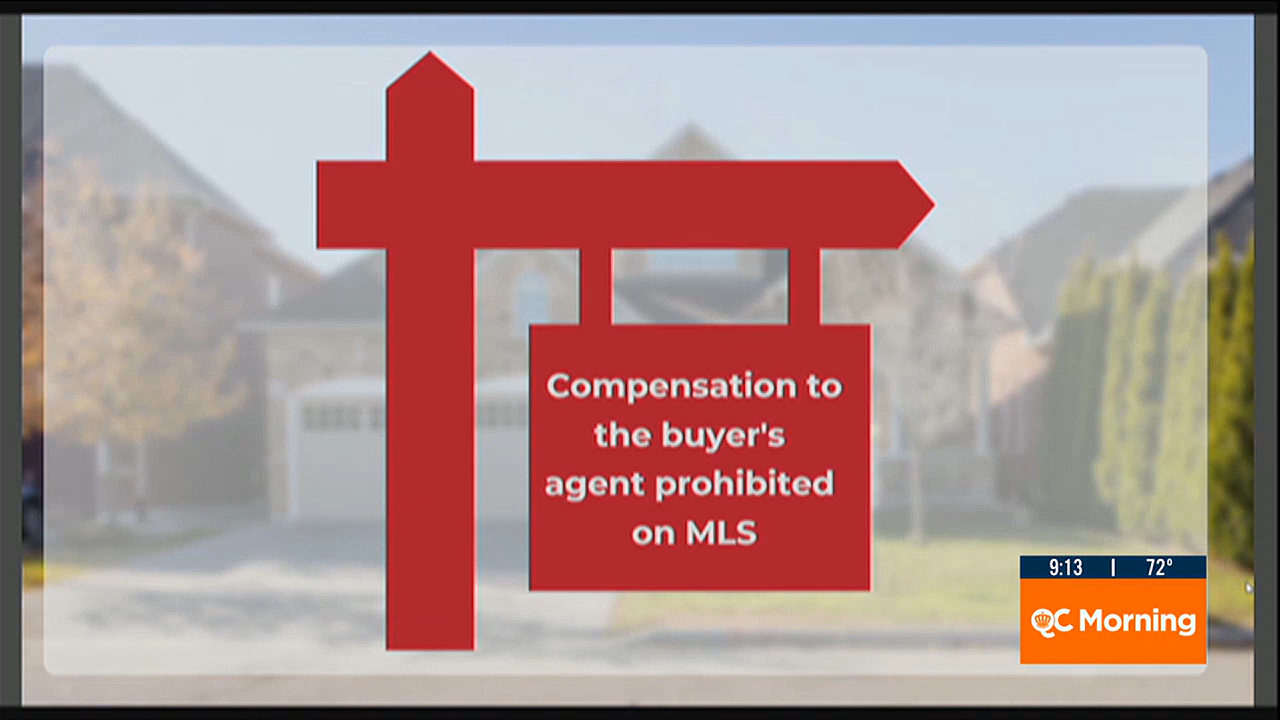 Compensation to
the buyer's
agent prohibited
on MLS
9:13 | 72°
QC Morning